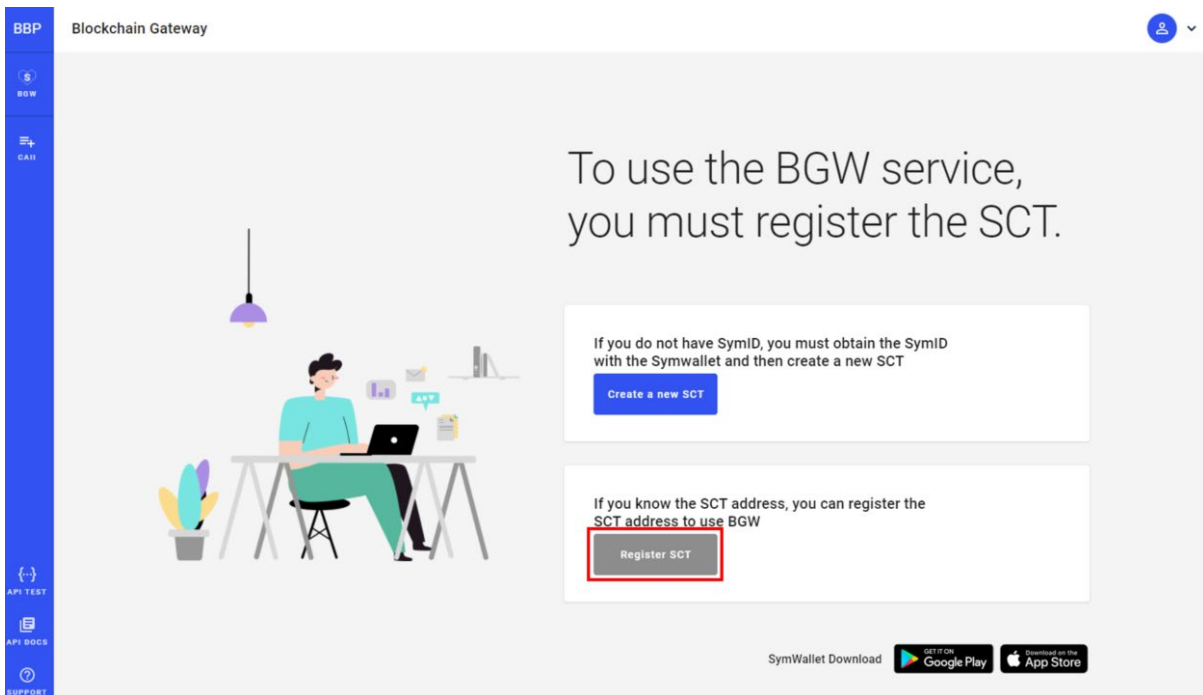 BBP
Blockchain Gateway
BGW
CAII
To use the BGW service,
you must register the SCT.
If you do not have SymID, you must obtain the SymID
with the Symwallet and then create a new SCT
Create a new SCT
If you know the SCT address, you can register the
SCT address to use BGW
Register SCT
API TEST
API DOCS
SUPPORT
SymWallet Download
GET IT ON
Google Play
Download on the
App Store